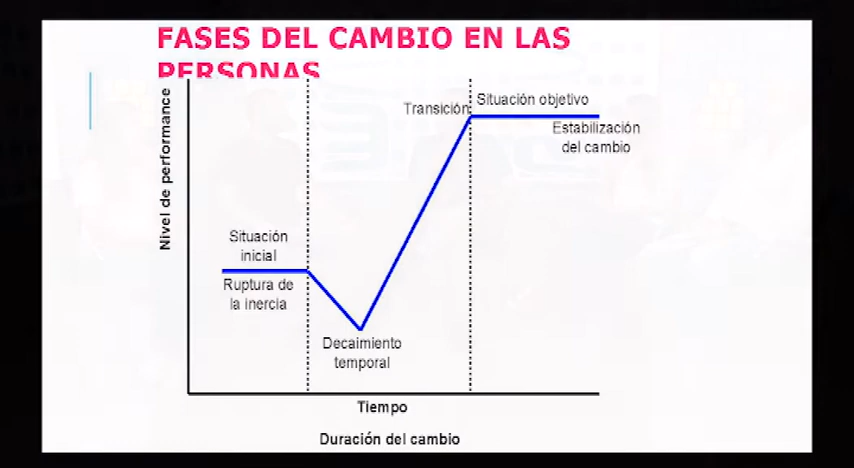 FASES DEL CAMBIO EN LAS
PERSONAS
Nivel de performance
Transición
Situación objetivo
Estabilización
del cambio
Situación
inicial
Ruptura de
la inercia
Decaimiento
temporal
Tiempo
Duración del cambio